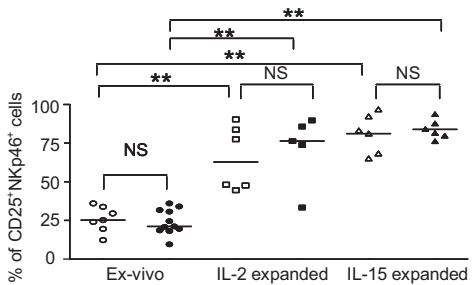 **
**
**
**
NS
NS
NS
% of CD25⁺NKp46⁺ cells
100
75
50
25
0
Ex-vivo
IL-2 expanded
IL-15 expanded